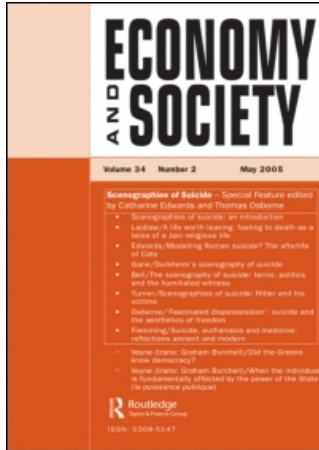 ECONOMY
AND SOCIETY
Volume 34 Number 2 May 2005
Scenographies of Suicide – Special Feature edited
by Catharine Edwards and Thomas Osborne
• Scenographies of suicide: an introduction
• Laidlaw/A life worth leaving: fasting to death as a
telos of a Jain religious life
• Edwards/Modelling Roman suicide? The afterlife
of Cato
• Gane/Durkheim's scenography of suicide
• Bell/The scenography of suicide: terror, politics
and the humiliated witness
• Turner/Scenographies of suicide: Hitler and his
victims
• Osborne/'Fascinated dispossession': suicide and
the aesthetics of freedom
• Flemming/Suicide, euthanasia and medicine:
reflections ancient and modern
- Veyne (trans: Graham Burchell)/Did the Greeks
know democracy?
- Veyne (trans: Graham Burchell)/When the individual
is fundamentally affected by the power of the State
(la puissance publique)
R Routledge
Taylor & Francis Group
ISSN: 0308-5147